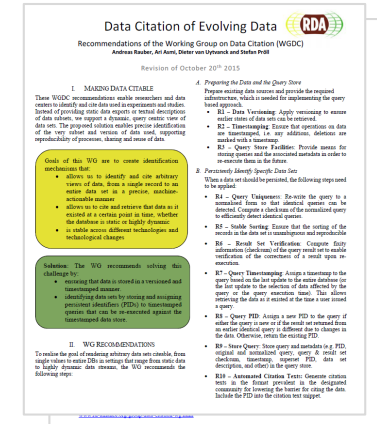 Data Citation of Evolving Data
RDA
Recommendations of the Working Group on Data Citation (WGDC)
Andreas Rauber, Ari Asmi, Dieter van Uytvanck and Stefan Pröll
Revision of October 20th 2015
I. MAKING DATA CITABLE
These WGDC recommendations enable researchers and data
centers to identify and cite data used in experiments and studies.
Instead of providing static data exports or textual descriptions
of data subsets, we support a dynamic, query centric view of
data sets. The proposed solution enables precise identification
of the very subset and version of data used, supporting
reproducibility of processes, sharing and reuse of data.
Goals of this WG are to create identification
mechanisms that:
• allows us to identify and cite arbitrary
views of data, from a single record to an
entire data set in a precise, machine-
actionable manner
• allows us to cite and retrieve that data as it
existed at a certain point in time, whether
the database is static or highly dynamic
• is stable across different technologies and
technological changes
Solution: The WG recommends solving this
challenge by:
• ensuring that data is stored in a versioned and
timestamped manner.
• identifying data sets by storing and assigning
persistent identifiers (PIDs) to timestamped
queries that can be re-executed against the
timestamped data store.
II. WG RECOMMENDATIONS
To realise the goal of rendering arbitrary data sets citable, from
single values to entire DBs in settings that range from static data
to highly dynamic data streams, the WG recommends the
following steps:
A. Preparing the Data and the Query Store
Prepare existing data sources and provide the required
infrastructure, which is needed for implementing the query
based approach.
• R1 – Data Versioning: Apply versioning to ensure
earlier states of data sets can be retrieved.
• R2 – Timestamping: Ensure that operations on data
are timestamped, i.e. any additions, deletions are
marked with a timestamp.
• R3 – Query Store Facilities: Provide means for
storing queries and the associated metadata in order to
re-execute them in the future.
B. Persistently Identify Specific Data Sets
When a data set should be persisted, the following steps need
to be applied:
• R4 – Query Uniqueness: Re-write the query to a
normalized form so that identical queries can be
detected. Compute a checksum of the normalized query
to efficiently detect identical queries.
• R5 – Stable Sorting: Ensure that the sorting of the
records in the data set is unambiguous and reproducible
• R6 – Result Set Verification: Compute fixity
information (checksum) of the query result set to enable
verification of the correctness of a result upon re-
execution.
• R7 – Query Timestamping: Assign a timestamp to the
query based on the last update to the entire database (or
the last update to the selection of data affected by the
query or the query execution time). This allows
retrieving the data as it existed at the time a user issued
a query.
• R8 – Query PID: Assign a new PID to the query if
either the query is new or if the result set returned from
an earlier identical query is different due to changes in
the data. Otherwise, return the existing PID.
• R9 – Store Query: Store query and metadata (e.g. PID,
original and normalized query, query & result set
checksum, timestamp, superset PID, data set
description, and other) in the query store.
• R10 – Automated Citation Texts: Generate citation
texts in the format prevalent in the designated
community for lowering the barrier for citing the data.
Include the PID into the citation text snippet.